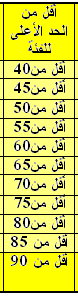 أقل من
الحد الأعلى
للفئة
أقل من40
أقل من45
أقل من50
أقل من55
أقل من60
أقل من65
أقل من70
أقل من75
أقل من80
أقل من 85
أقل من 90